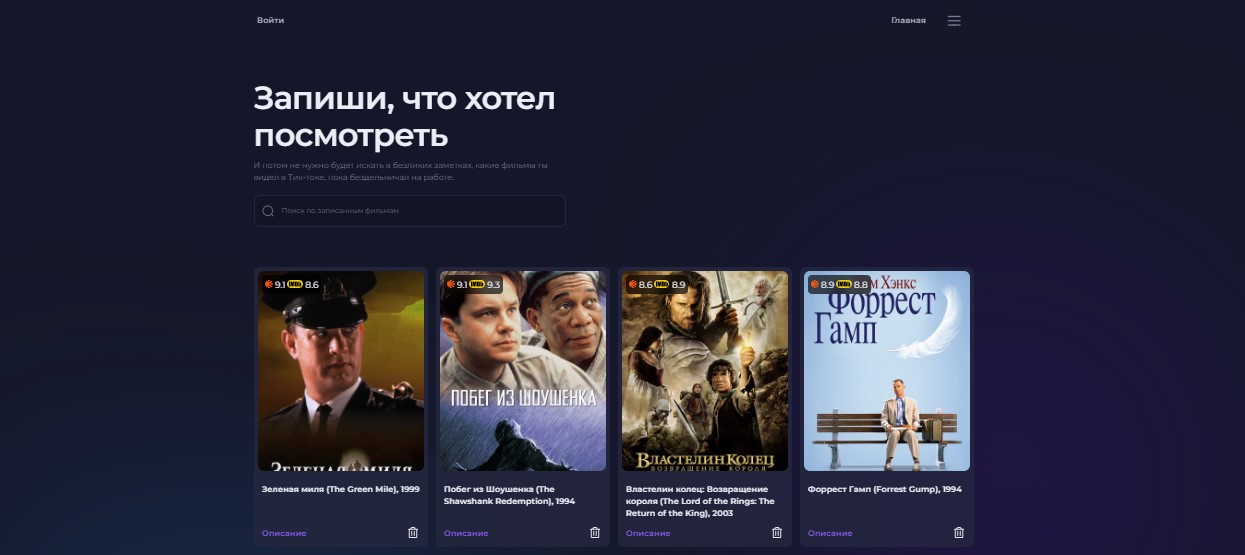 Войти
Главная
Запиши, что хотел
посмотреть
И потом не нужно будет искать в безликих заметках, какие фильмы ты
видел в Тик-токе, пока бездельничал на работе.
Поиск по записанным фильмам
9.1 IMDb 8.6
9.1 IMDb 9.3
8.6 IMDb 8.9
8.9 IMDb 8.8
Зеленая миля
ПОБЕГ ИЗ ШОУШЕНКА
ВЛАСТЕЛИН КОЛЕЦ
ВОЗВРАЩЕНИЕ КОРОЛЯ
м Хэнкс
Форрест
Гамп
Зеленая миля (The Green Mile), 1999
Побег из Шоушенка (The
Shawshank Redemption), 1994
Властелин колец: Возвращение
короля (The Lord of the Rings: The
Return of the King), 2003
Форрест Гамп (Forrest Gump), 1994
Описание
Описание
Описание
Описание